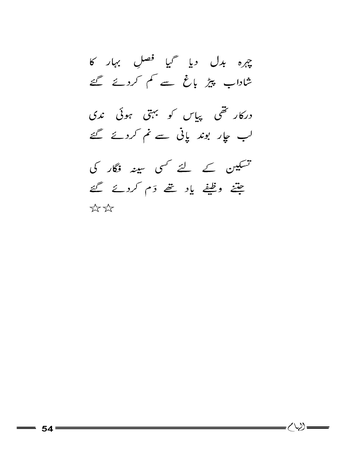 چہرہ بدل دیا گیا فصلِ بہار کا
شاداب پیڑ باغ سے کم کردئے گئے
درکار تھی پیاس کو بہتی ہوئی ندی
لب چار بوند پانی سے نم کردئے گئے
تسکین کے لئے کسی سینہ فگار کی
جتنے وظیفے یاد تھے دَم کردئے گئے
☆☆
54
الہام